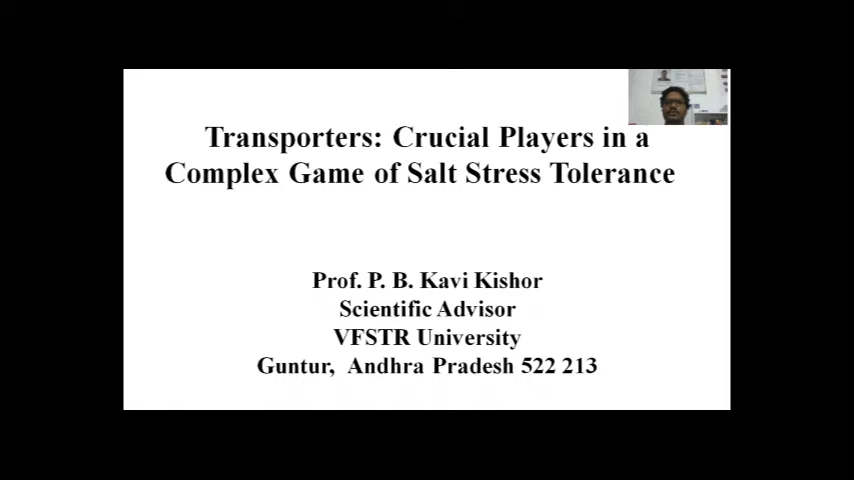 Transporters: Crucial Players in a
Complex Game of Salt Stress Tolerance
Prof. P. B. Kavi Kishor
Scientific Advisor
VFSTR University
Guntur, Andhra Pradesh 522 213